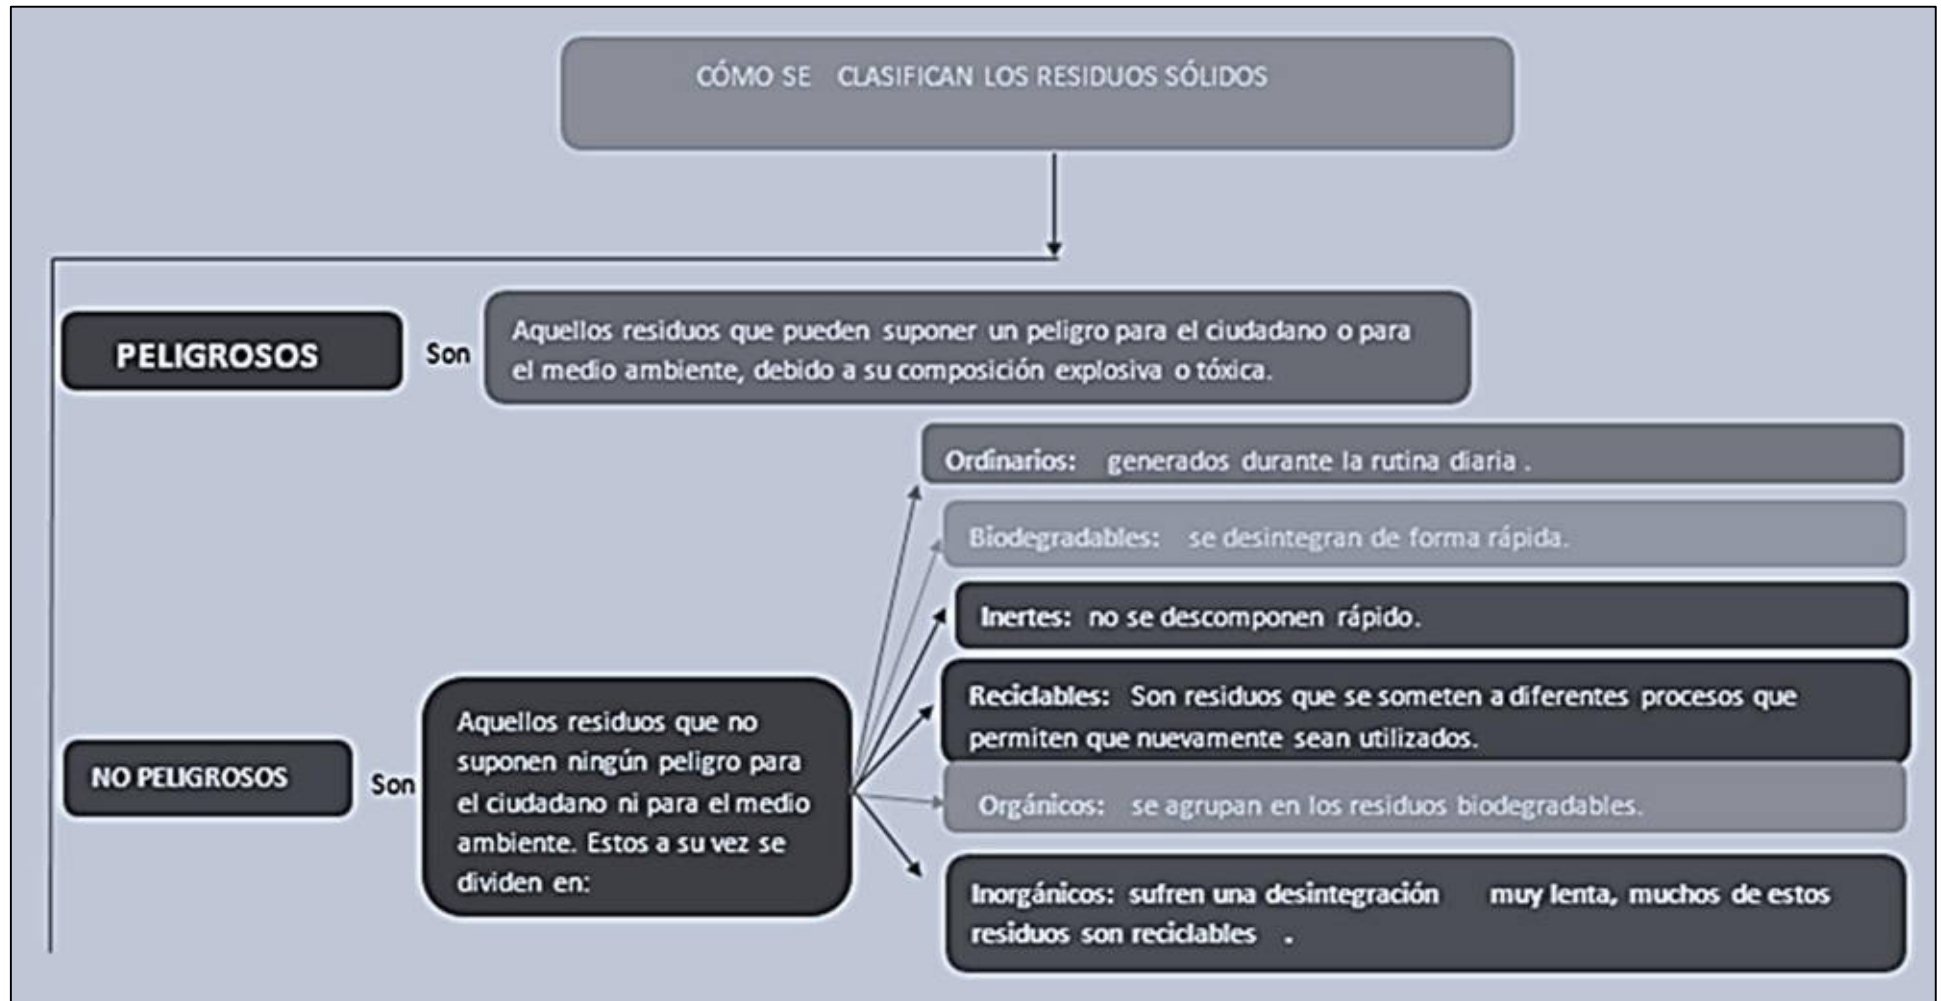 CÓMO SE CLASIFICAN LOS RESIDUOS SÓLIDOS
PELIGROSOS
Son
Aquellos residuos que pueden suponer un peligro para el ciudadano o para
el medio ambiente, debido a su composición explosiva o tóxica.
Ordinarios: generados durante la rutina diaria .
Biodegradables: se desintegran de forma rápida.
Inertes: no se descomponen rápido.
Reciclables: Son residuos que se someten a diferentes procesos que
permiten que nuevamente sean utilizados.
NO PELIGROSOS
Son
Aquellos residuos que no
suponen ningún peligro para
el ciudadano ni para el medio
ambiente. Estos a su vez se
dividen en:
Orgánicos: se agrupan en los residuos biodegradables.
Inorgánicos: sufren una desintegración muy lenta, muchos de estos
residuos son reciclables .